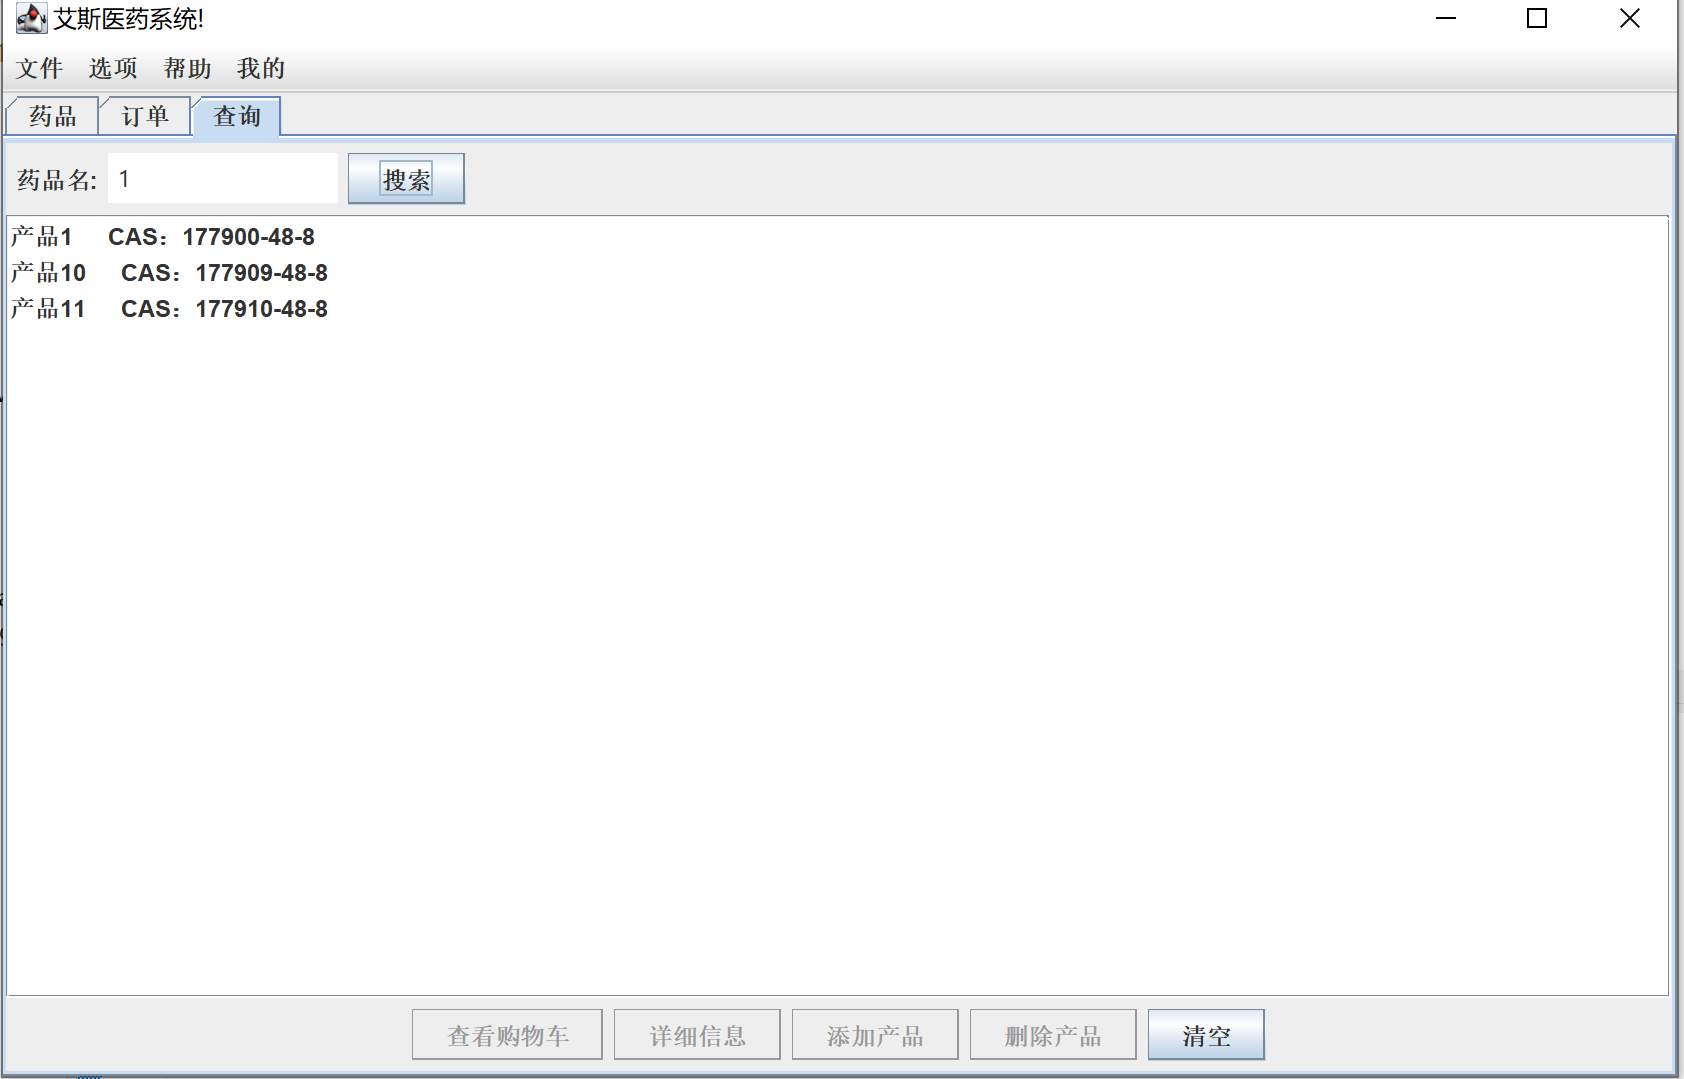 艾斯医药系统!
文件 选项 帮助 我的
药品 订单 查询
药品名: 1 搜索
产品1 CAS：177900-48-8
产品10 CAS：177909-48-8
产品11 CAS：177910-48-8
查看购物车 详细信息 添加产品 删除产品 清空